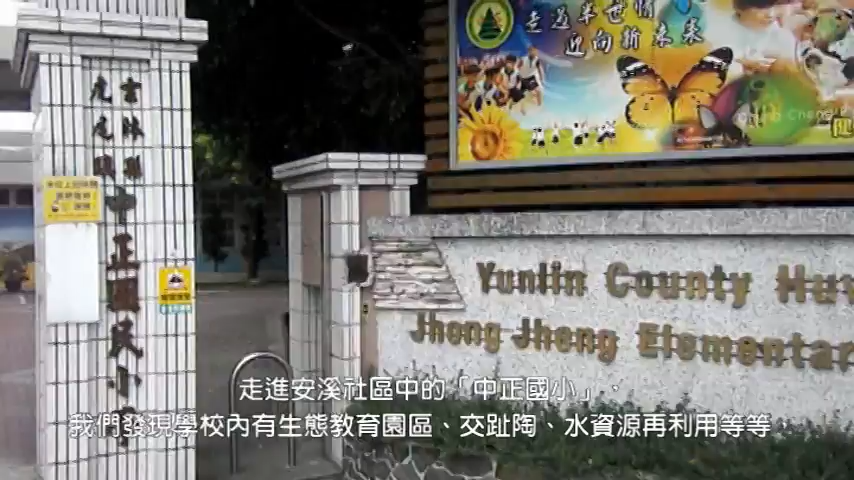 走過半世情
迎向新未來
雲林縣
虎尾鎮
中正國民小
Yunlin County Huw
Jhong Jheng Elementar
走進安溪社區中的「中正國小」，
我們發現學校內有生態教育園區、交趾陶、水資源再利用等等